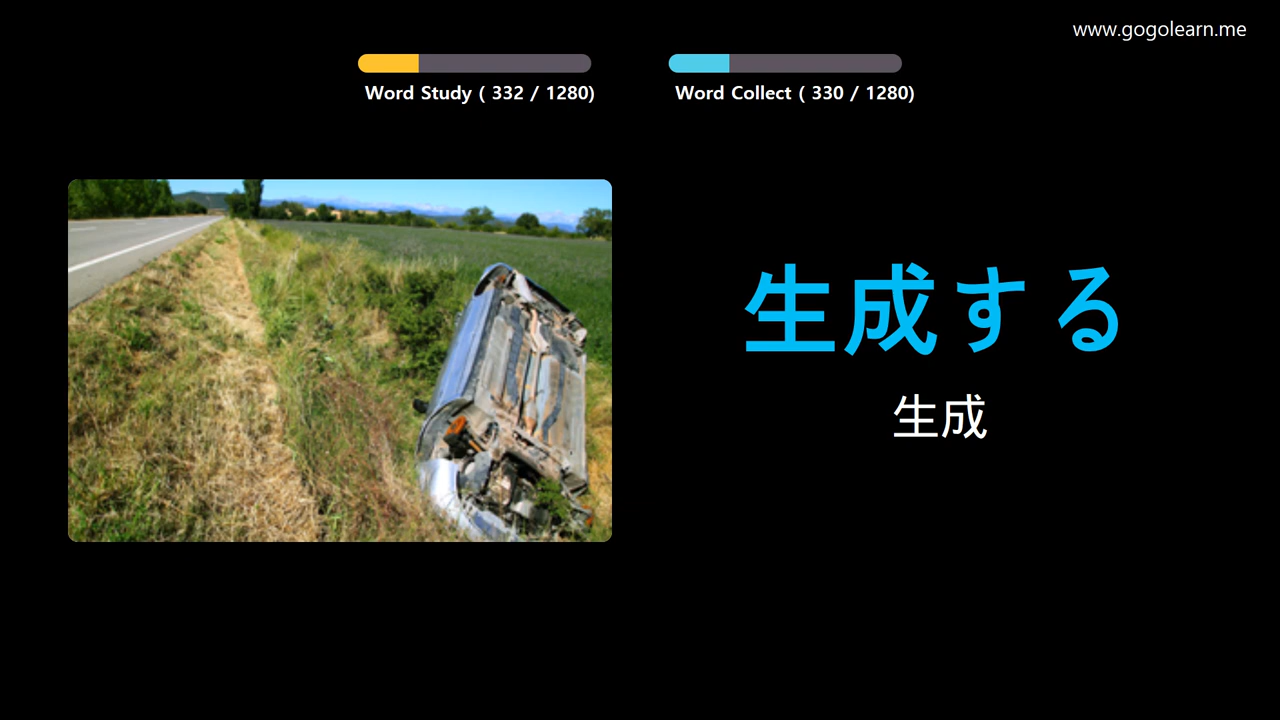 www.gogolearn.me
Word Study ( 332 / 1280)
Word Collect ( 330 / 1280)
生成する
生成